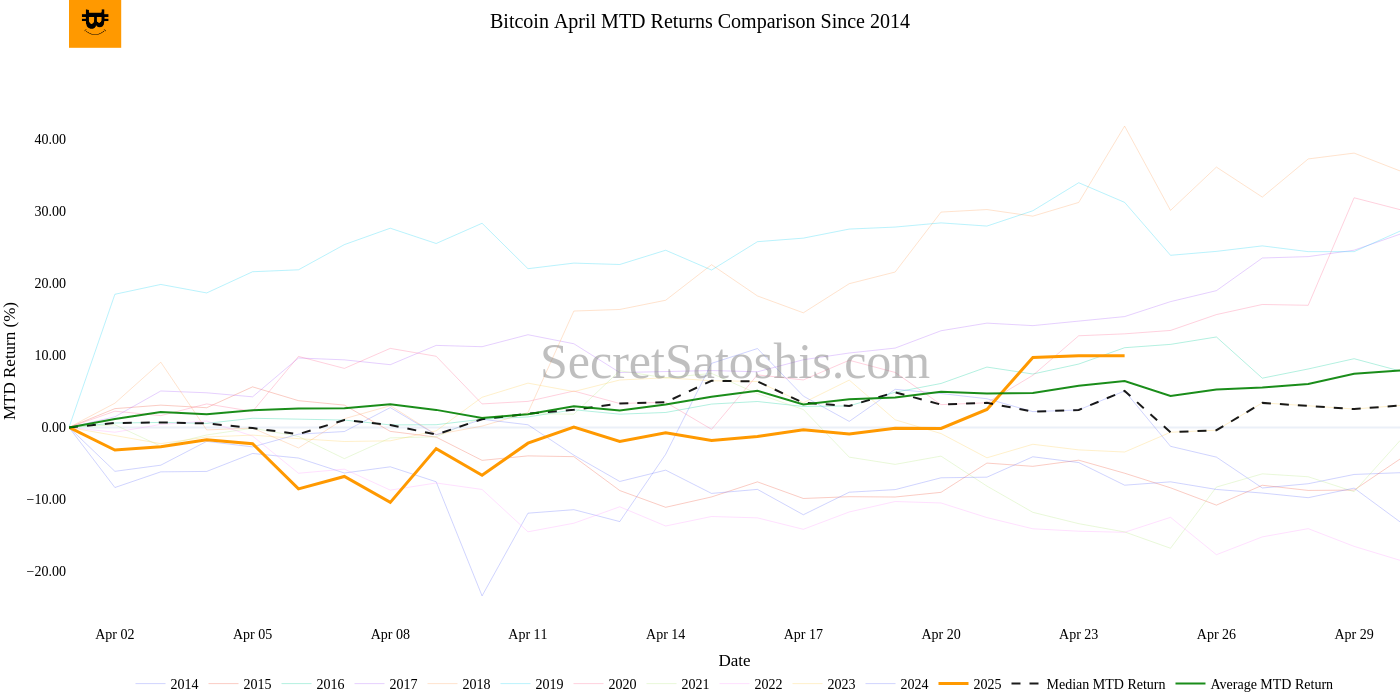 Bitcoin April MTD Returns Comparison Since 2014
MTD Return (%)
40.00
30.00
20.00
10.00
0.00
−10.00
−20.00
SecretSatoshis.com
Apr 02 Apr 05 Apr 08 Apr 11 Apr 14 Apr 17 Apr 20 Apr 23 Apr 26 Apr 29
Date
2014 2015 2016 2017 2018 2019 2020 2021 2022 2023 2024 2025 Median MTD Return Average MTD Return